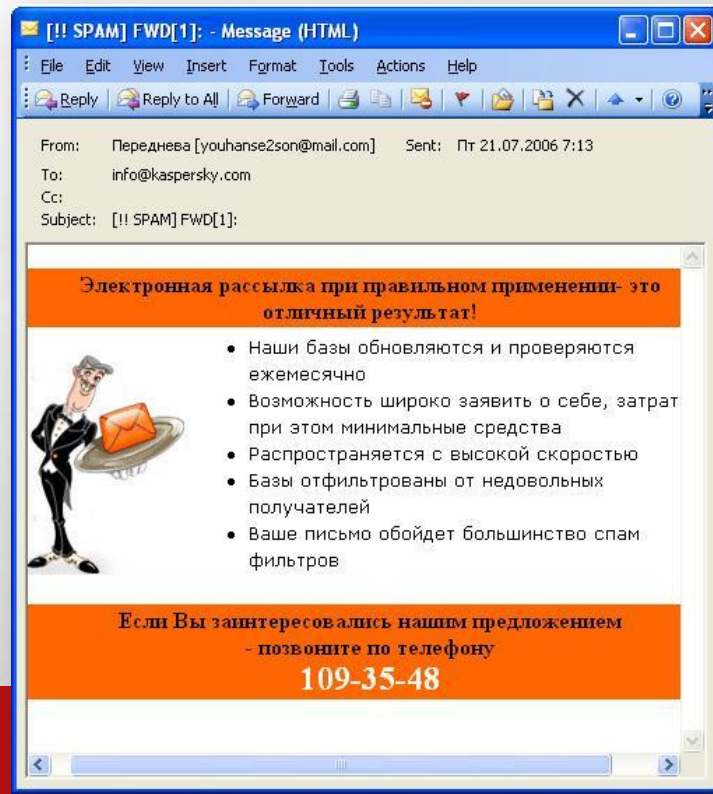 [!! SPAM] FWD[1]: - Message (HTML)
File Edit View Insert Format Tools Actions Help
Reply Reply to All Forward
From: Переднева [youhanse2son@mail.com] Sent: Пт 21.07.2006 7:13
To: info@kaspersky.com
Cc:
Subject: [!! SPAM] FWD[1]:
Электронная рассылка при правильном применении- это
отличный результат!
• Наши базы обновляются и проверяются
ежемесячно
• Возможность широко заявить о себе, затрат
при этом минимальные средства
• Распространяется с высокой скоростью
• Базы отфильтрованы от недовольных
получателей
• Ваше письмо обойдет большинство спам
фильтров
Если Вы заинтересовались нашим предложением
- позвоните по телефону
109-35-48